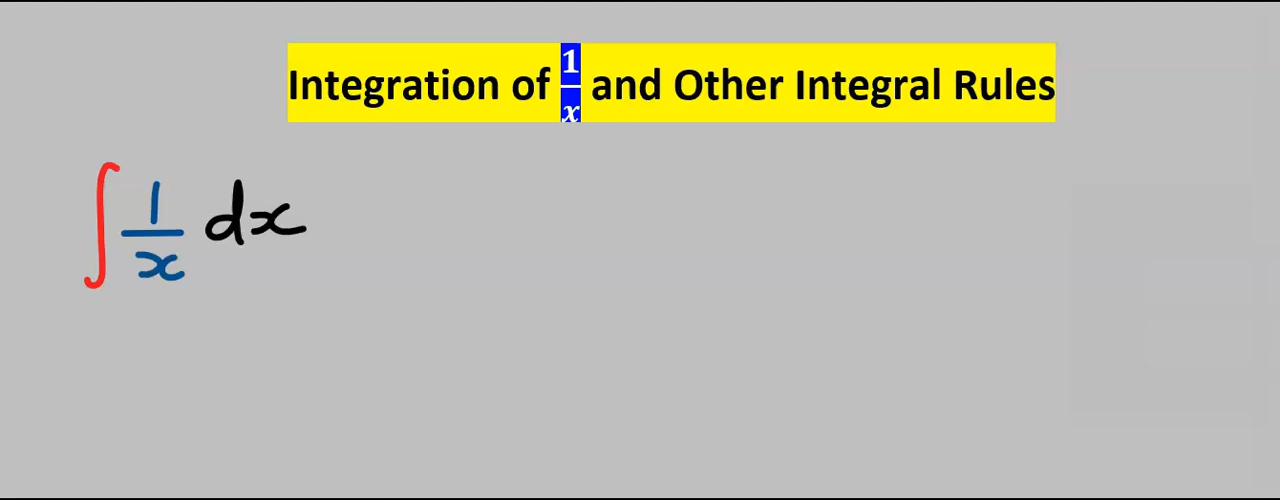 Integration of 1/x and Other Integral Rules
∫ 1/x dx